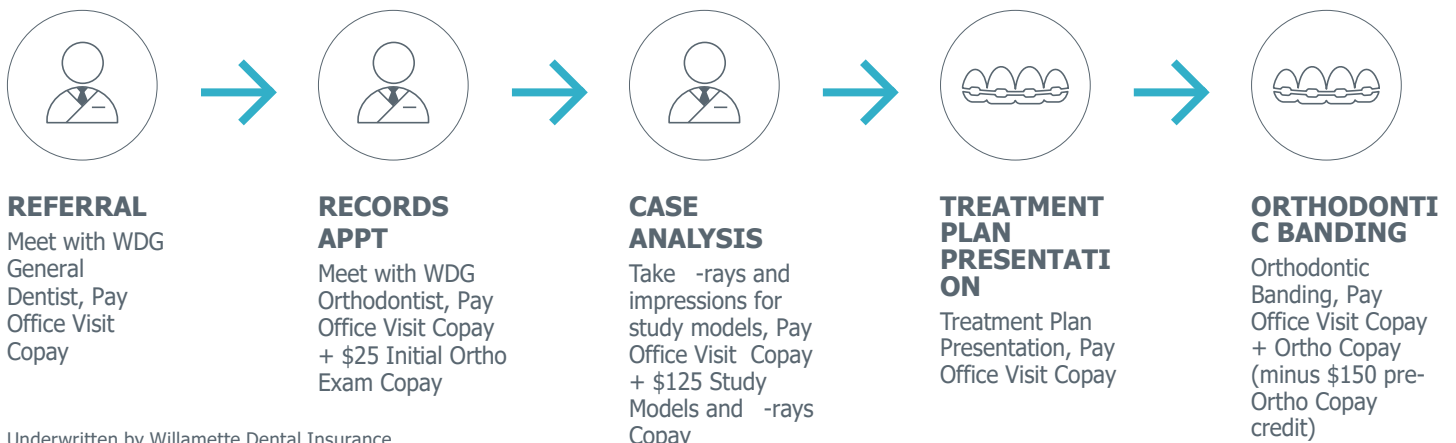 REFERRAL
Meet with WDG
General
Dentist, Pay
Office Visit
Copay
RECORDS
APPT
Meet with WDG
Orthodontist, Pay
Office Visit Copay
+ $25 Initial Ortho
Exam Copay
CASE
ANALYSIS
Take -rays and
impressions for
study models, Pay
Office Visit Copay
+ $125 Study
Models and -rays
Copay
TREATMENT
PLAN
PRESENTATI
ON
Treatment Plan
Presentation, Pay
Office Visit Copay
ORTHODONTI
C BANDING
Orthodontic
Banding, Pay
Office Visit Copay
+ Ortho Copay
(minus $150 pre-
Ortho Copay
credit)
Underwritten by Willamette Dental Insurance